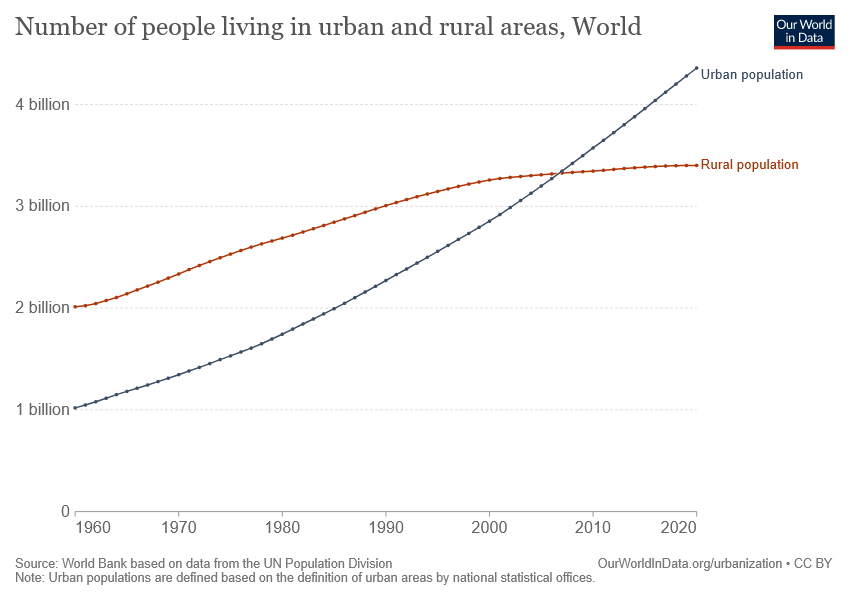 Number of people living in urban and rural areas, World
Our World
in Data
Urban population
4 billion
Rural population
3 billion
2 billion
1 billion
0
1960 1970 1980 1990 2000 2010 2020
Source: World Bank based on data from the UN Population Division
OurWorldInData.org/urbanization • CC BY
Note: Urban populations are defined based on the definition of urban areas by national statistical offices.